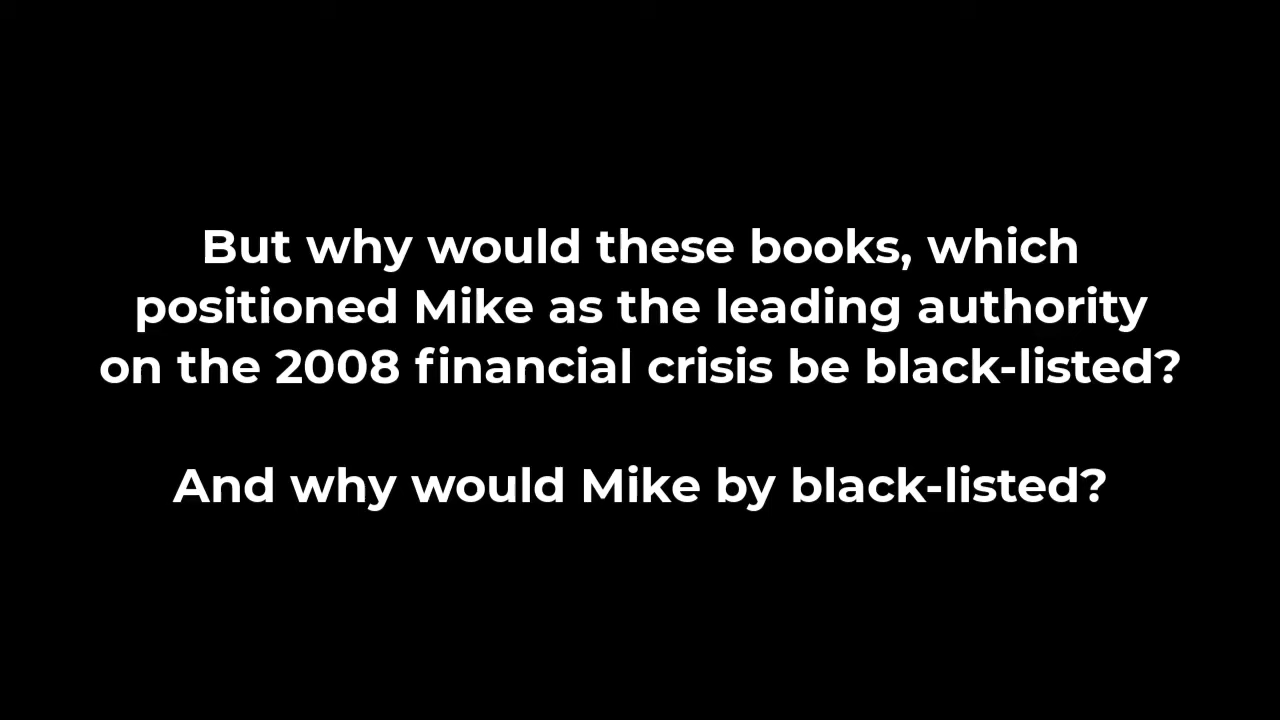 But why would these books, which
positioned Mike as the leading authority
on the 2008 financial crisis be black-listed?
And why would Mike by black-listed?